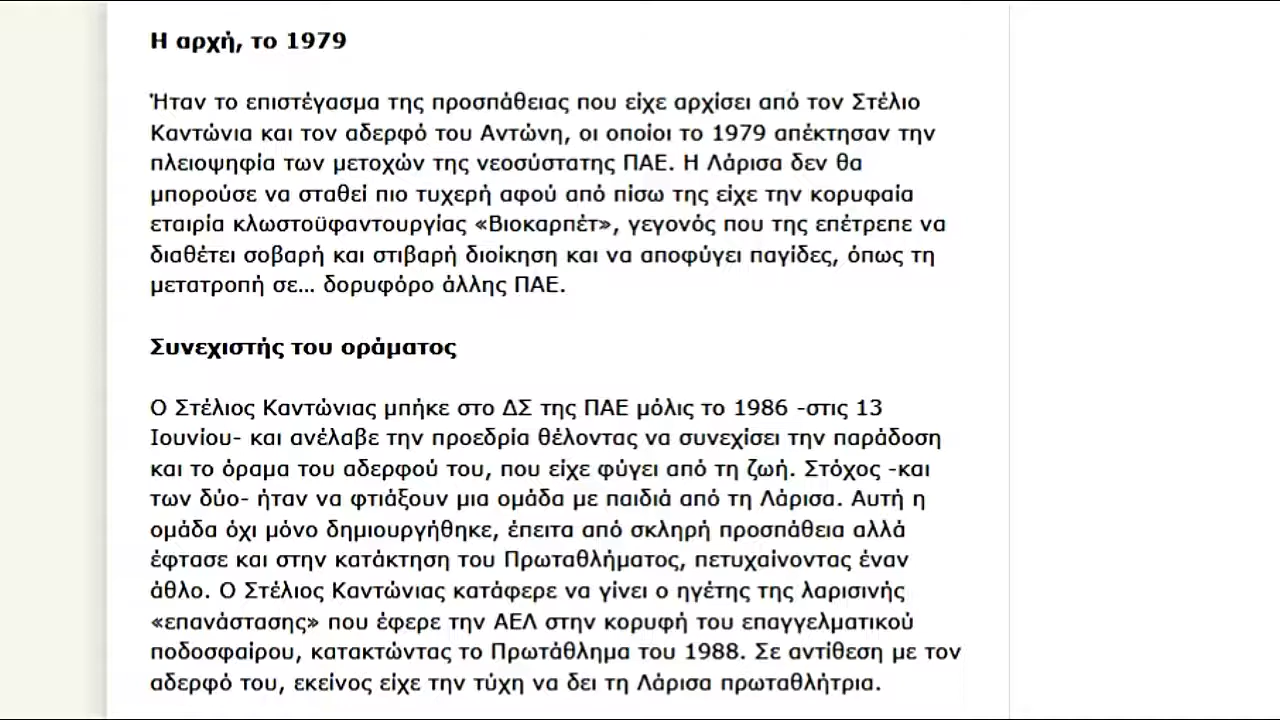 Η αρχή, το 1979
Ήταν το επιστέγασμα της προσπάθειας που είχε αρχίσει από τον Στέλιο
Καντώνια και τον αδερφό του Αντώνη, οι οποίοι το 1979 απέκτησαν την
πλειοψηφία των μετοχών της νεοσύστατης ΠΑΕ. Η Λάρισα δεν θα
μπορούσε να σταθεί πιο τυχερή αφού από πίσω της είχε την κορυφαία
εταιρία κλωστοϋφαντουργίας «Βιοκαρπέτ», γεγονός που της επέτρεπε να
διαθέτει σοβαρή και στιβαρή διοίκηση και να αποφύγει παγίδες, όπως τη
μετατροπή σε... δορυφόρο άλλης ΠΑΕ.
Συνεχιστής του οράματος
Ο Στέλιος Καντώνιας μπήκε στο ΔΣ της ΠΑΕ μόλις το 1986 -στις 13
Ιουνίου- και ανέλαβε την προεδρία θέλοντας να συνεχίσει την παράδοση
και το όραμα του αδερφού του, που είχε φύγει από τη ζωή. Στόχος -και
των δύο- ήταν να φτιάξουν μια ομάδα με παιδιά από τη Λάρισα. Αυτή η
ομάδα όχι μόνο δημιουργήθηκε, έπειτα από σκληρή προσπάθεια αλλά
έφτασε και στην κατάκτηση του Πρωταθλήματος, πετυχαίνοντας έναν
άθλο. Ο Στέλιος Καντώνιας κατάφερε να γίνει ο ηγέτης της λαρισινής
«επανάστασης» που έφερε την ΑΕΛ στην κορυφή του επαγγελματικού
ποδοσφαίρου, κατακτώντας το Πρωτάθλημα του 1988. Σε αντίθεση με τον
αδερφό του, εκείνος είχε την τύχη να δει τη Λάρισα πρωταθλήτρια.